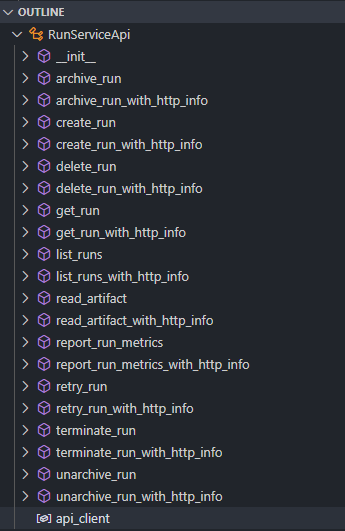 OUTLINE
RunServiceApi
__init__
archive_run
archive_run_with_http_info
create_run
create_run_with_http_info
delete_run
delete_run_with_http_info
get_run
get_run_with_http_info
list_runs
list_runs_with_http_info
read_artifact
read_artifact_with_http_info
report_run_metrics
report_run_metrics_with_http_info
retry_run
retry_run_with_http_info
terminate_run
terminate_run_with_http_info
unarchive_run
unarchive_run_with_http_info
api_client